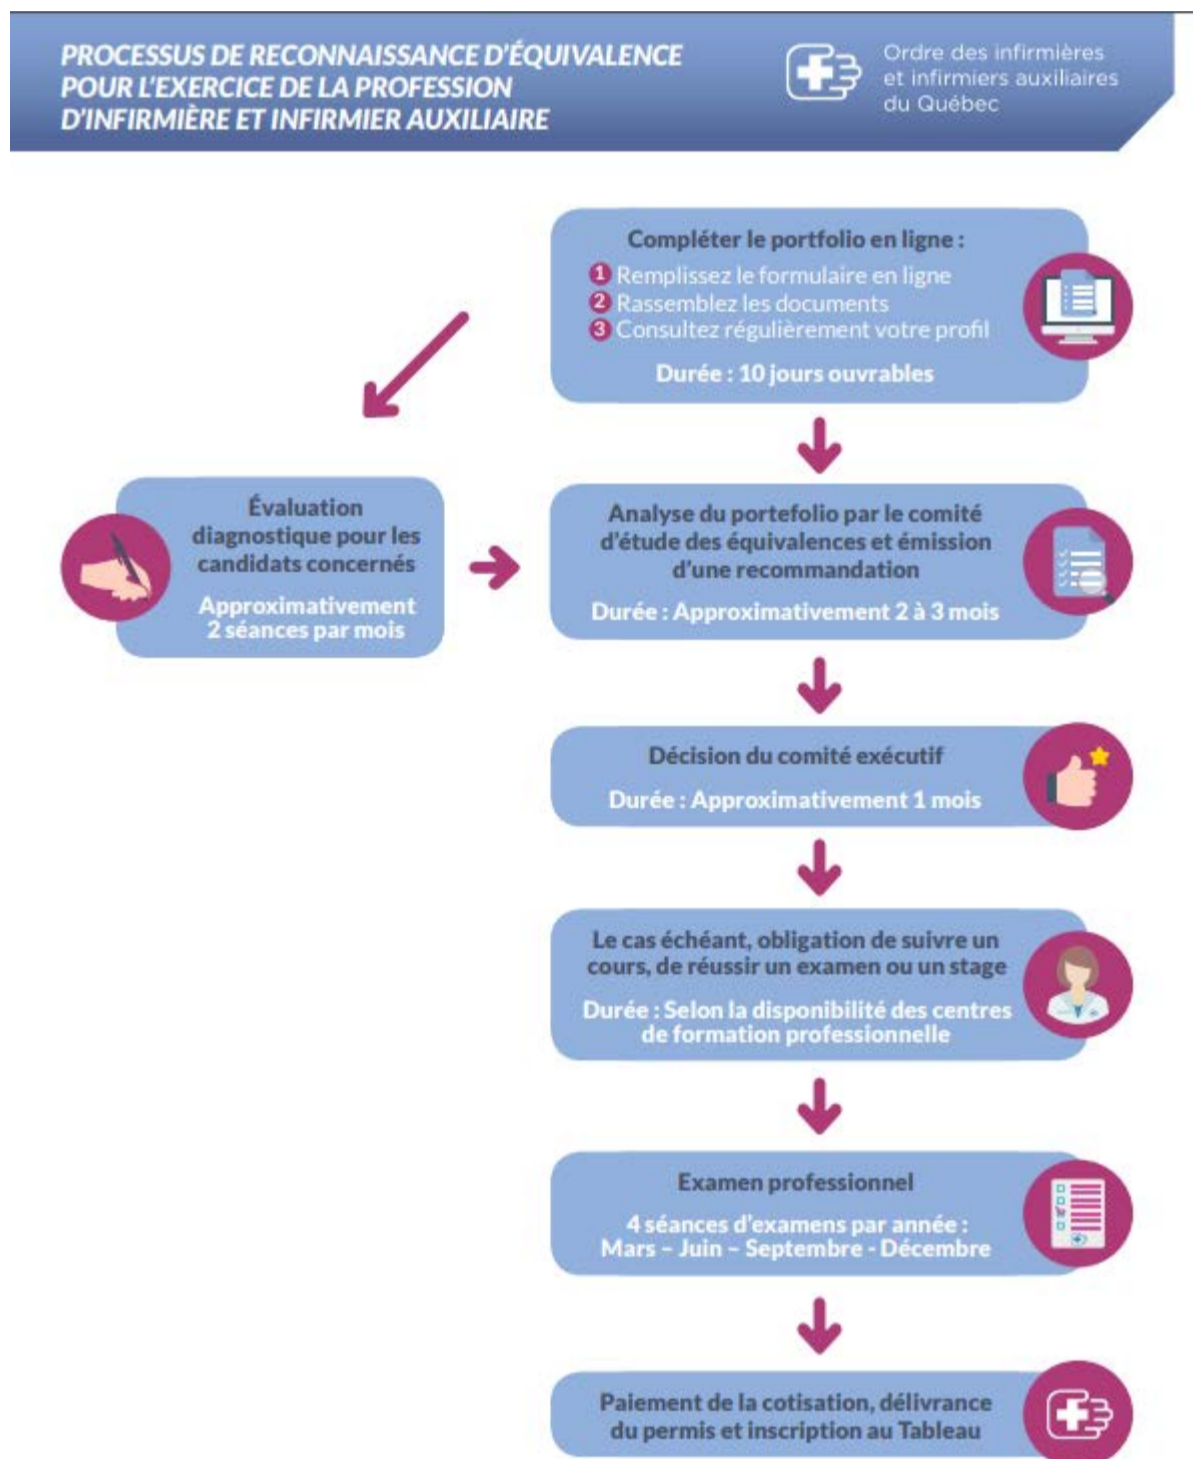 PROCESSUS DE RECONNAISSANCE D'ÉQUIVALENCE
POUR L'EXERCICE DE LA PROFESSION
D'INFIRMIÈRE ET INFIRMIER AUXILIAIRE
Ordre des infirmières
et infirmiers auxiliaires
du Québec
Compléter le portfolio en ligne :
1 Remplissez le formulaire en ligne
2 Rassemblez les documents
3 Consultez régulièrement votre profil
Durée : 10 jours ouvrables
Évaluation
diagnostique pour les
candidats concernés
Approximativement
2 séances par mois
Analyse du portefolio par le comité
d'étude des équivalences et émission
d'une recommandation
Durée : Approximativement 2 à 3 mois
Décision du comité exécutif
Durée : Approximativement 1 mois
Le cas échéant, obligation de suivre un
cours, de réussir un examen ou un stage
Durée : Selon la disponibilité des centres
de formation professionnelle
Examen professionnel
4 séances d'examens par année :
Mars – Juin – Septembre - Décembre
Paiement de la cotisation, délivrance
du permis et inscription au Tableau